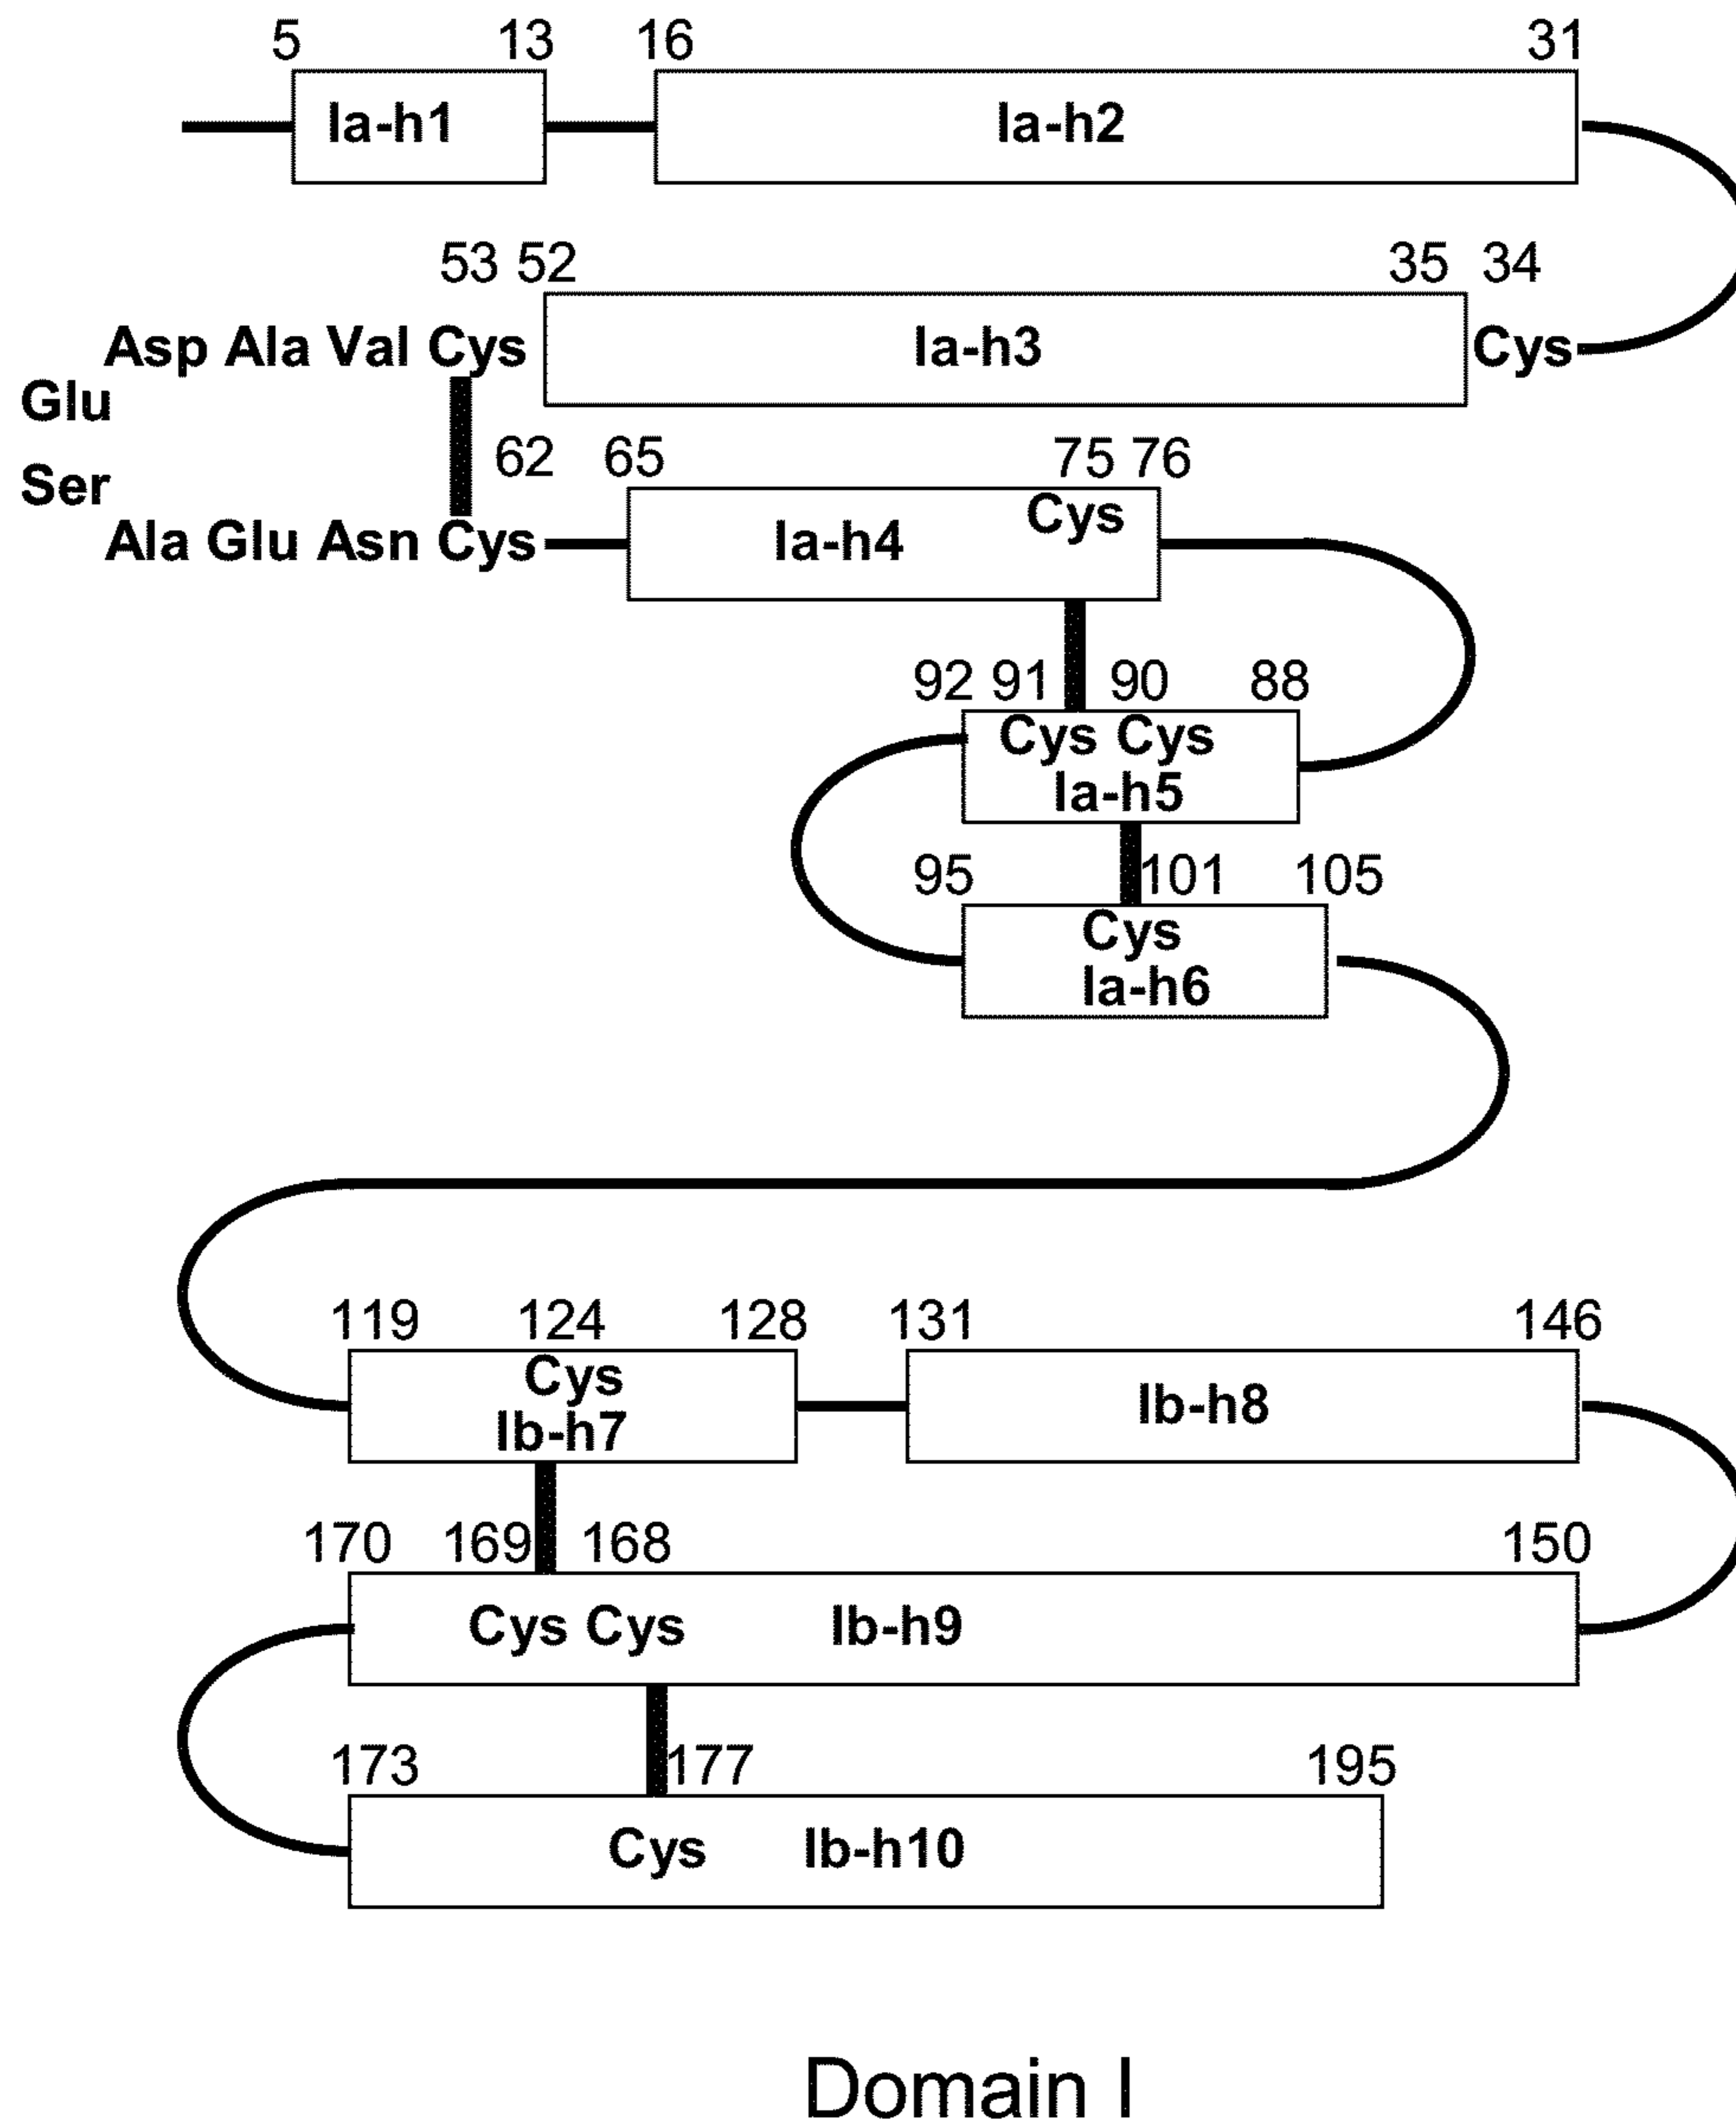 5 13 16 31
Ia-h1 Ia-h2
53 52 35 34
Asp Ala Val Cys Ia-h3 Cys
Glu
62 65 75 76
Ser Cys
Ala Glu Asn Cys Ia-h4
92 91 90 88
Cys Cys
Ia-h5
95 101 105
Cys
Ia-h6
119 124 128 131 146
Cys
Ib-h7 Ib-h8
170 169 168 150
Cys Cys Ib-h9
173 177 195
Cys Ib-h10
Domain I